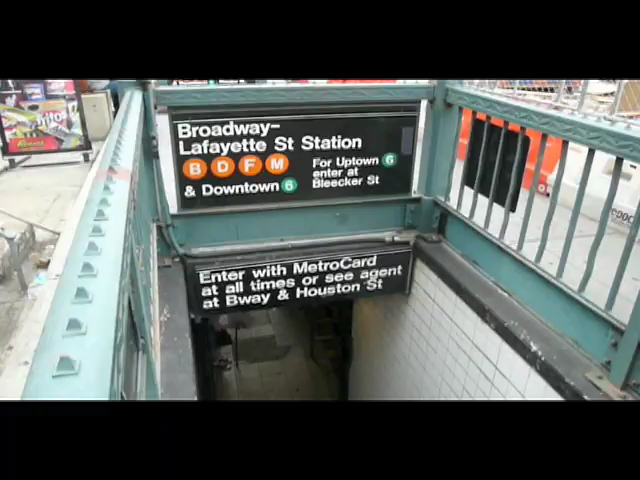 Broadway-
Lafayette St Station
B D F M
& Downtown 6
For Uptown 6
enter at
Bleecker St
Enter with MetroCard
at all times or see agent
at Bway & Houston St